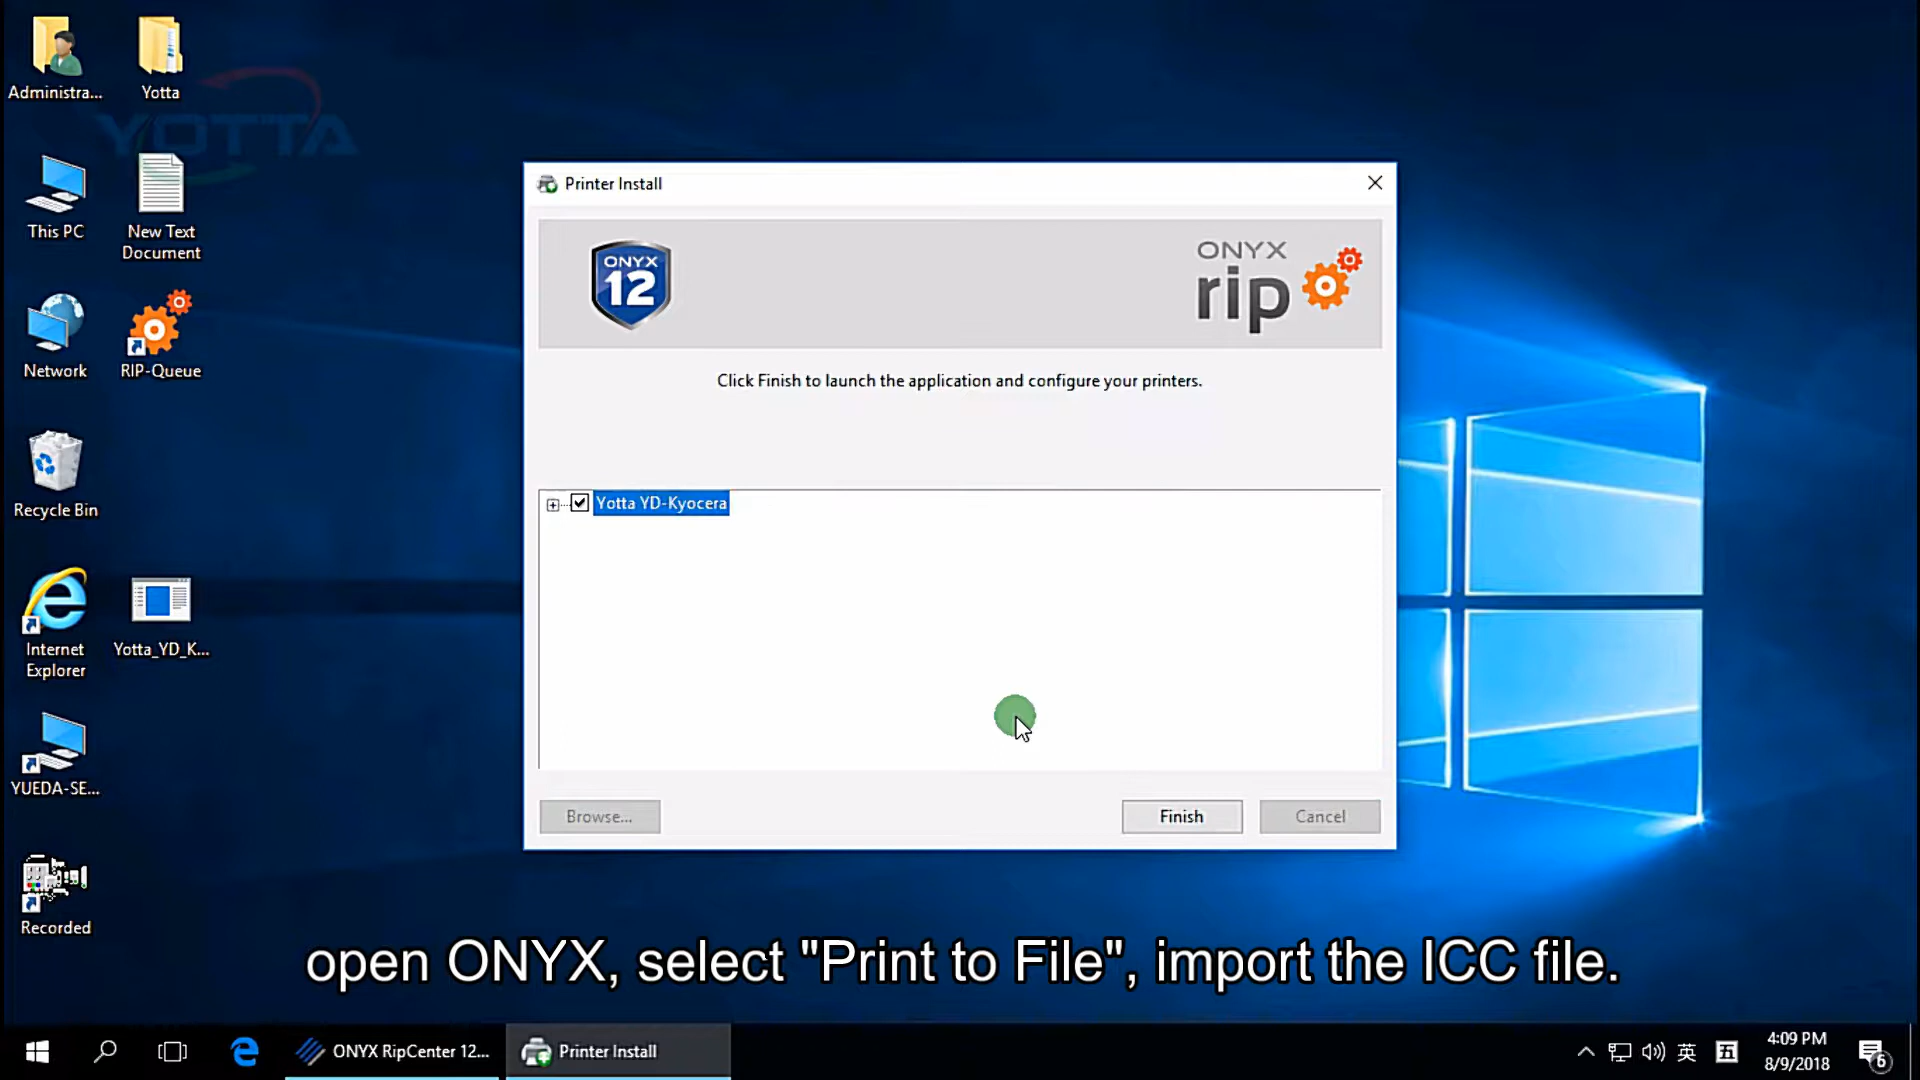 Administra...
Yotta
YOTTA
This PC
New Text
Document
Network
RIP-Queue
Recycle Bin
Internet
Explorer
Yotta_YD_K...
YUEDA-SE...
Recorded
Printer Install
ONYX
12
ONYX
rip
Click Finish to launch the application and configure your printers.
Yotta YD-Kyocera
Browse...
Finish
Cancel
open ONYX, select "Print to File", import the ICC file.
ONYX RipCenter 12...
Printer Install
英
五
4:09 PM
8/9/2018
6